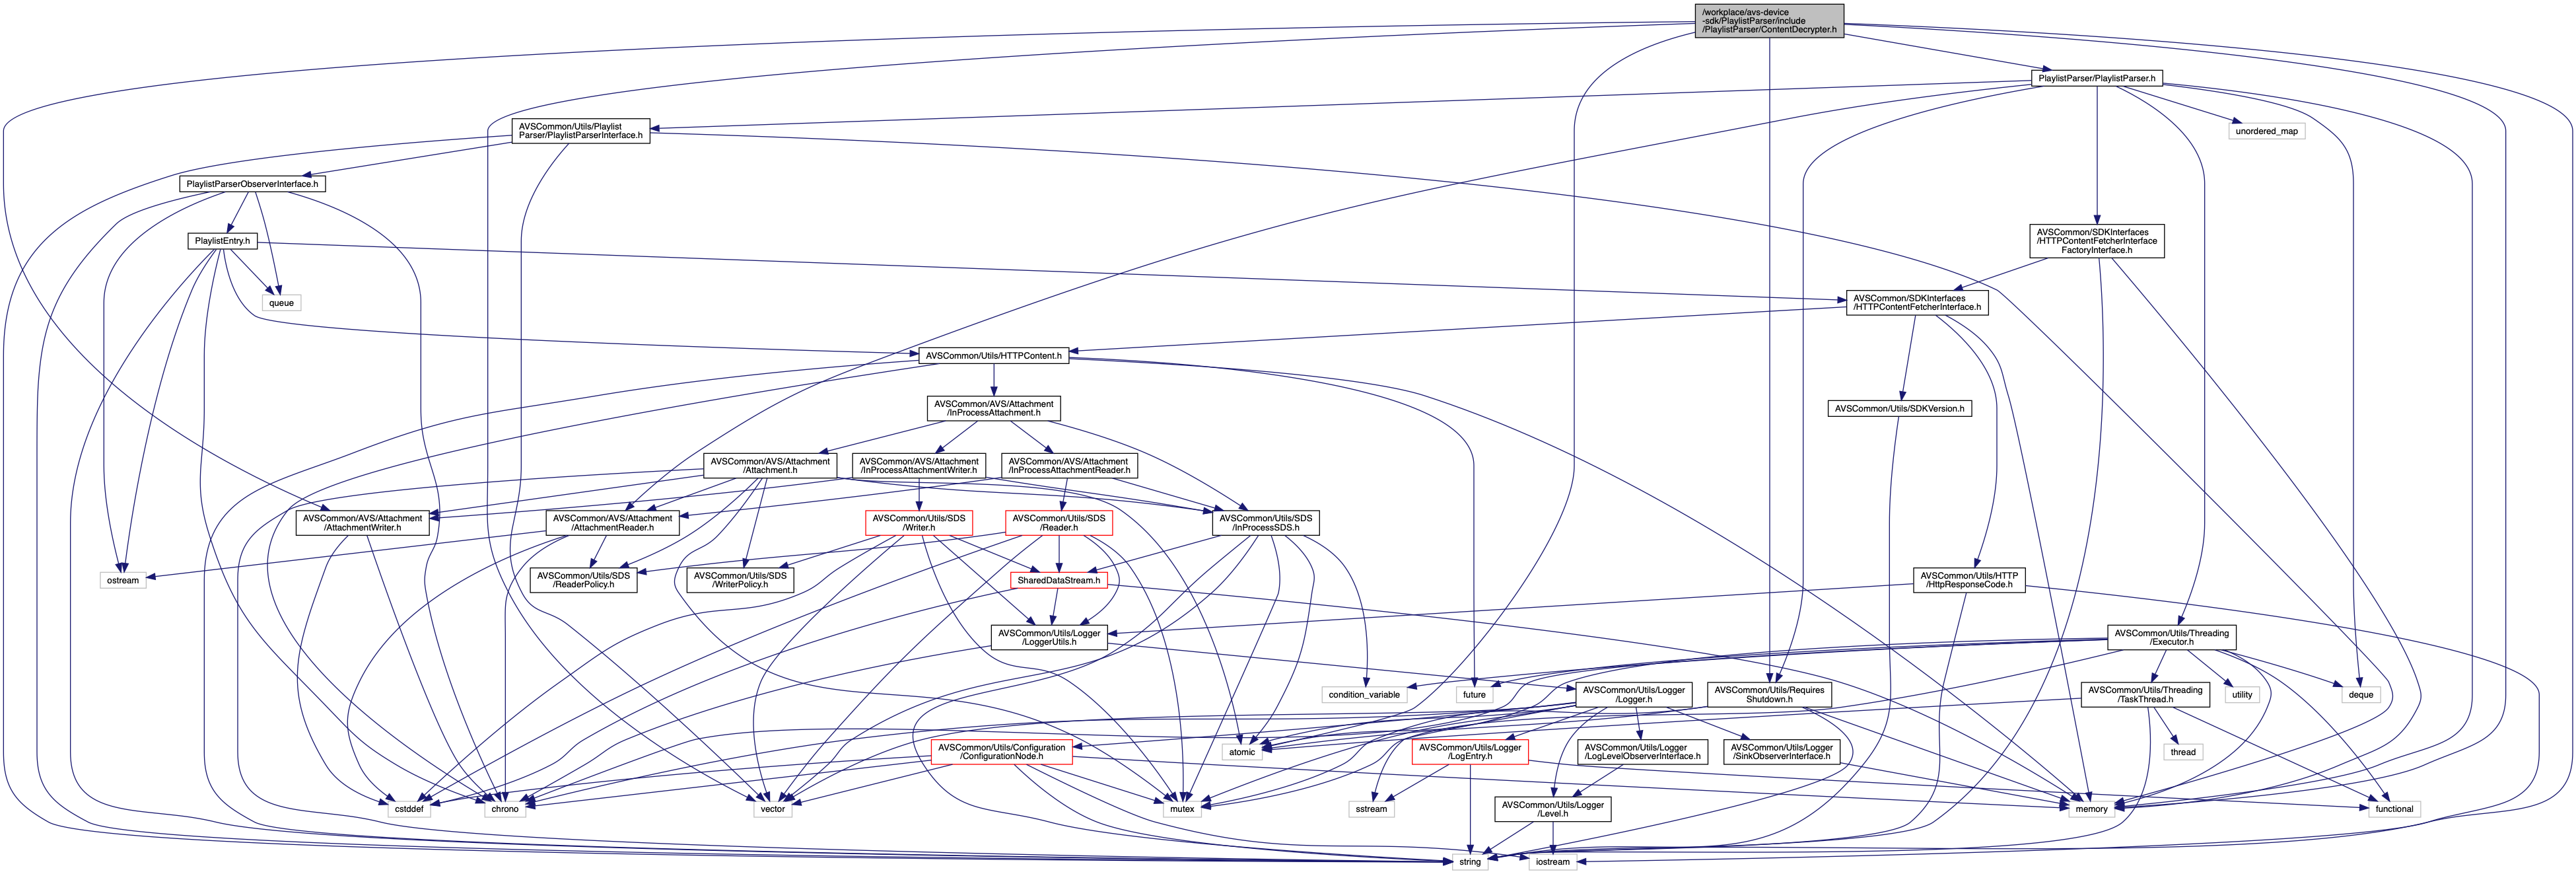 /workplace/avs-device
-sdk/PlaylistParser/include
/PlaylistParser/ContentDecrypter.h
PlaylistParser/PlaylistParser.h
AVSCommon/Utils/Playlist
Parser/PlaylistParserInterface.h
unordered_map
PlaylistParserObserverInterface.h
PlaylistEntry.h
AVSCommon/SDKInterfaces
/HTTPContentFetcherInterface
FactoryInterface.h
queue
AVSCommon/SDKInterfaces
/HTTPContentFetcherInterface.h
AVSCommon/Utils/HTTPContent.h
AVSCommon/AVS/Attachment
/InProcessAttachment.h
AVSCommon/Utils/SDKVersion.h
AVSCommon/AVS/Attachment
/Attachment.h
AVSCommon/AVS/Attachment
/InProcessAttachmentWriter.h
AVSCommon/AVS/Attachment
/InProcessAttachmentReader.h
AVSCommon/AVS/Attachment
/AttachmentWriter.h
AVSCommon/AVS/Attachment
/AttachmentReader.h
AVSCommon/Utils/SDS
/Writer.h
AVSCommon/Utils/SDS
/Reader.h
AVSCommon/Utils/SDS
/InProcessSDS.h
ostream
AVSCommon/Utils/SDS
/ReaderPolicy.h
AVSCommon/Utils/SDS
/WriterPolicy.h
SharedDataStream.h
AVSCommon/Utils/HTTP
/HttpResponseCode.h
AVSCommon/Utils/Logger
/LoggerUtils.h
AVSCommon/Utils/Threading
/Executor.h
condition_variable
future
AVSCommon/Utils/Logger
/Logger.h
AVSCommon/Utils/Requires
Shutdown.h
AVSCommon/Utils/Threading
/TaskThread.h
utility
deque
AVSCommon/Utils/Configuration
/ConfigurationNode.h
atomic
AVSCommon/Utils/Logger
/LogEntry.h
AVSCommon/Utils/Logger
/LogLevelObserverInterface.h
AVSCommon/Utils/Logger
/SinkObserverInterface.h
thread
cstddef
chrono
vector
mutex
sstream
AVSCommon/Utils/Logger
/Level.h
memory
functional
string
iostream